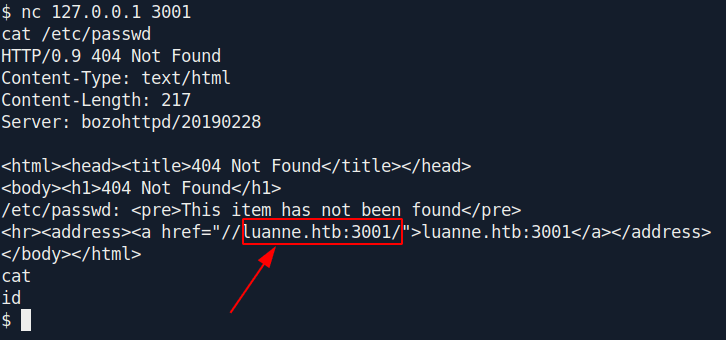 $ nc 127.0.0.1 3001
cat /etc/passwd
HTTP/0.9 404 Not Found
Content-Type: text/html
Content-Length: 217
Server: bozohttpd/20190228
<html><head><title>404 Not Found</title></head>
<body><h1>404 Not Found</h1>
/etc/passwd: <pre>This item has not been found</pre>
<hr><address><a href="//luanne.htb:3001/">luanne.htb:3001</a></address>
</body></html>
cat
id
$